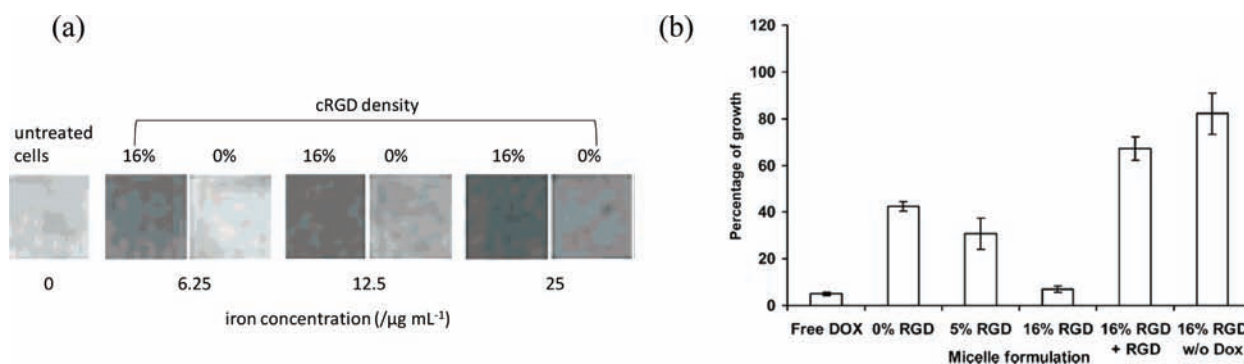 (a)
cRGD density
untreated
cells
16% 0% 16% 0% 16% 0%
0 6.25 12.5 25
iron concentration (/µg mL⁻¹)
(b)
Percentage of growth
120
100
80
60
40
20
0
Free DOX 0% RGD 5% RGD 16% RGD 16% RGD 16% RGD
+ RGD w/o Dox
Micelle formulation